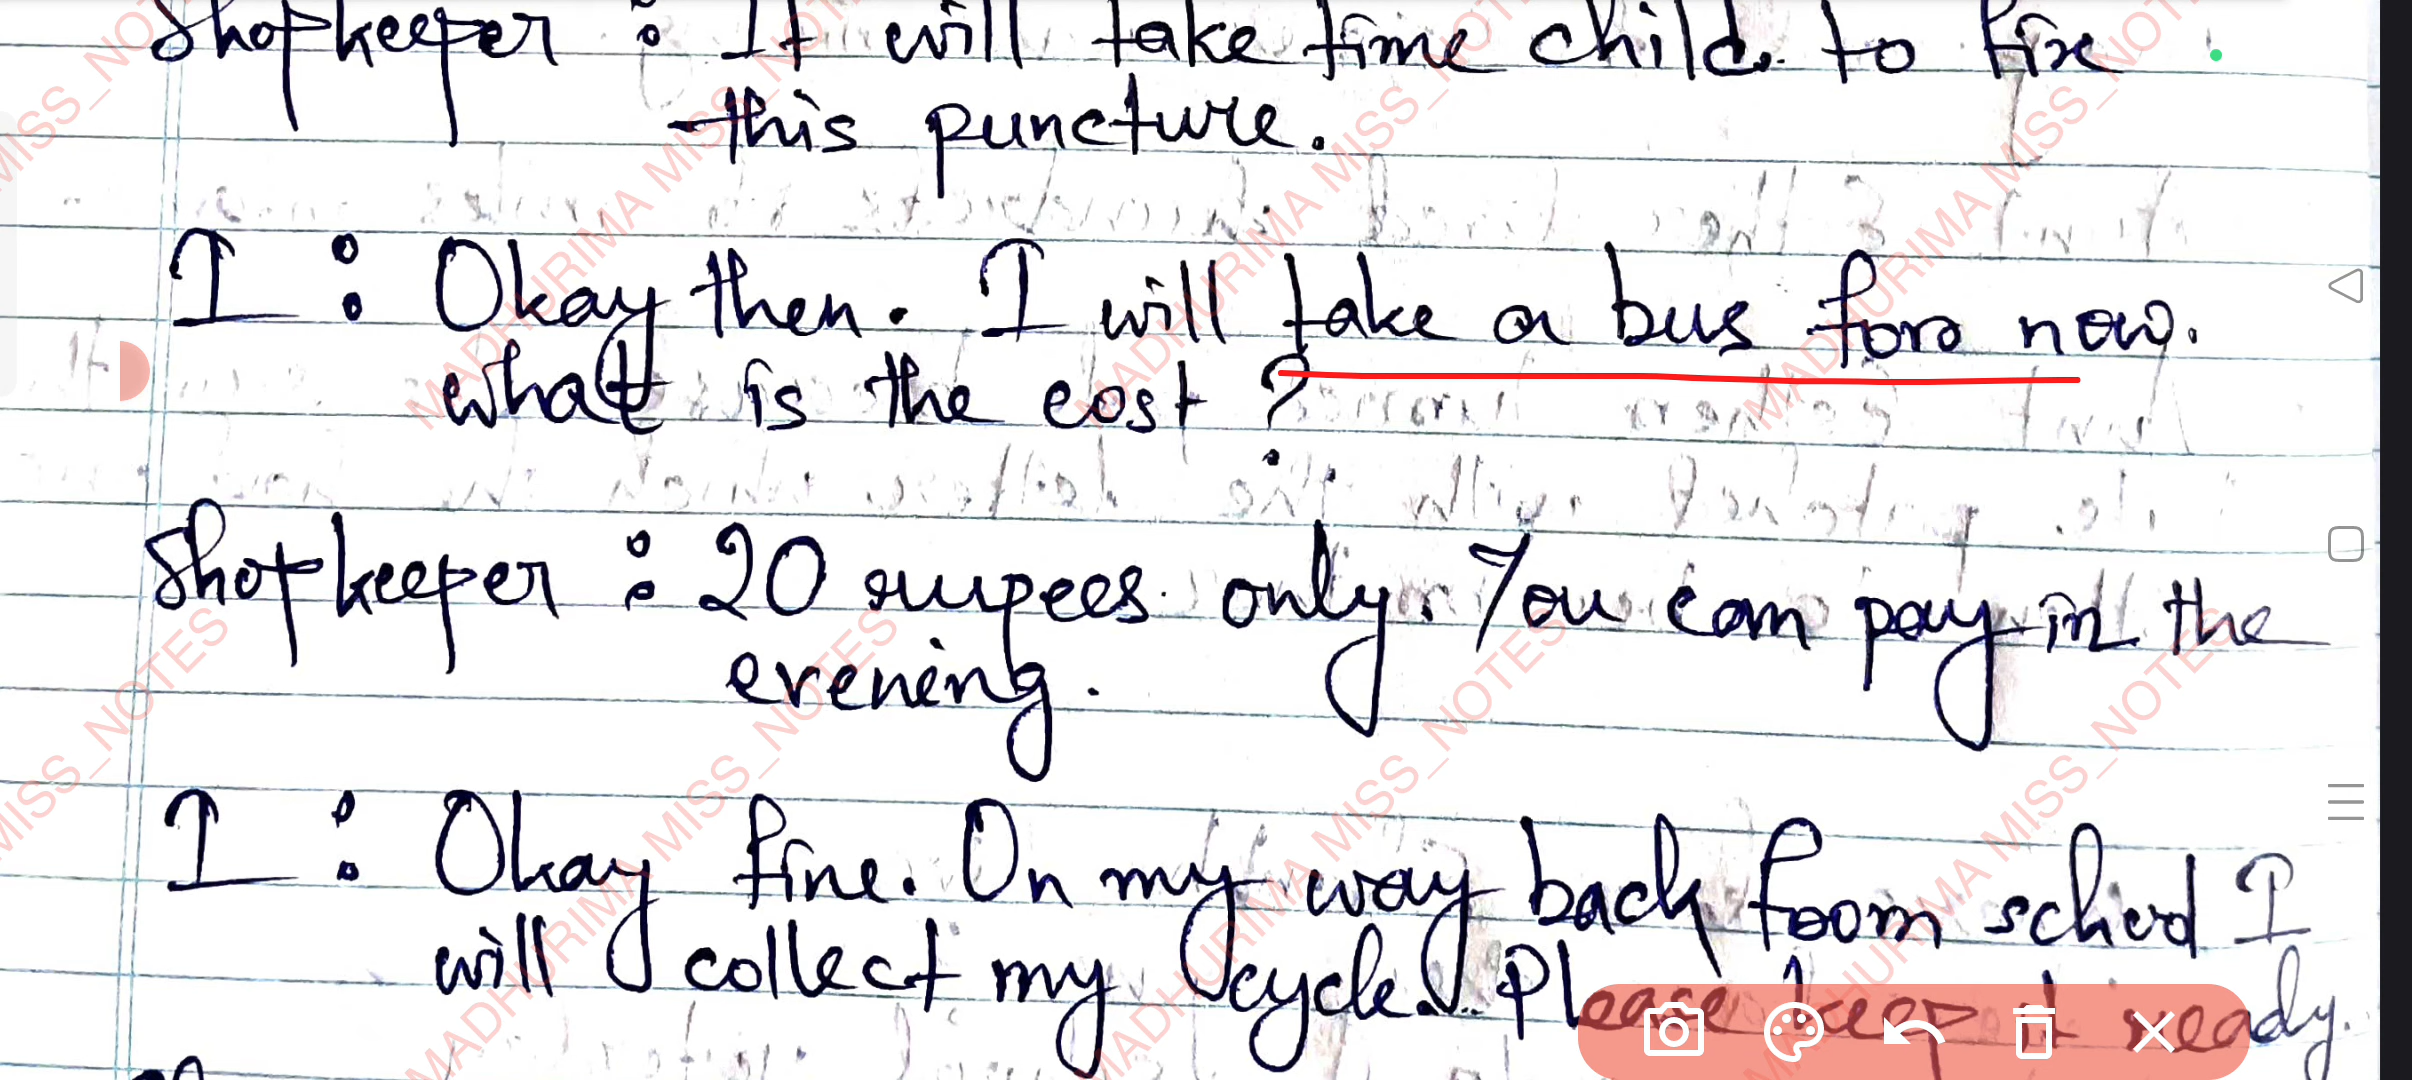 Shopkeeper : It will take time child. to fix
this puncture.
I : Okay then. I will take a bus for now.
what is the cost ?
Shopkeeper : 20 rupees only. You can pay in the
evening.
I : Okay fine. On my way back from school I
will collect my cycle. Please keep it ready.